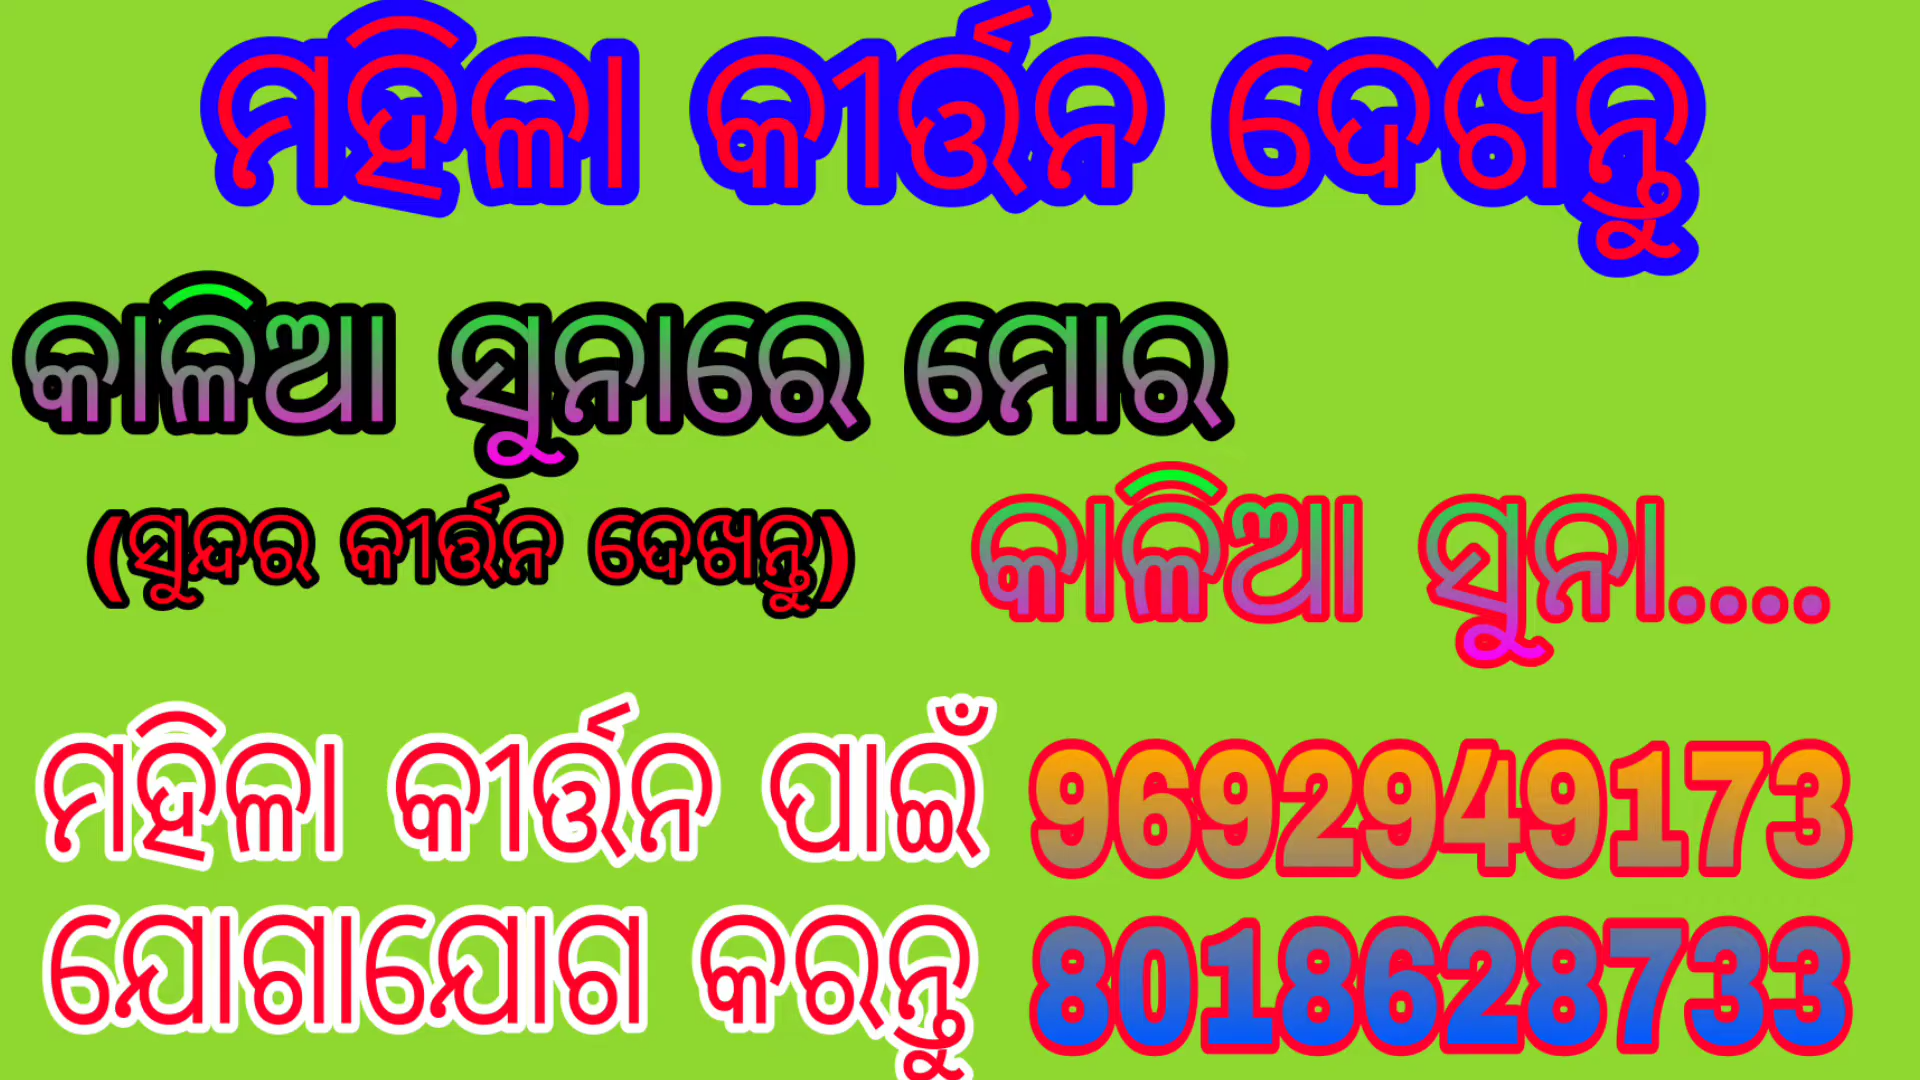 ମହିଳା କୀର୍ତ୍ତନ ଦେଖନ୍ତୁ
କାଳିଆ ସୁନାରେ ମୋର
(ସୁନ୍ଦର କୀର୍ତ୍ତନ ଦେଖନ୍ତୁ)
କାଳିଆ ସୁନା....
ମହିଳା କୀର୍ତ୍ତନ ପାଇଁ 9692949173
ଯୋଗାଯୋଗ କରନ୍ତୁ 8018628733